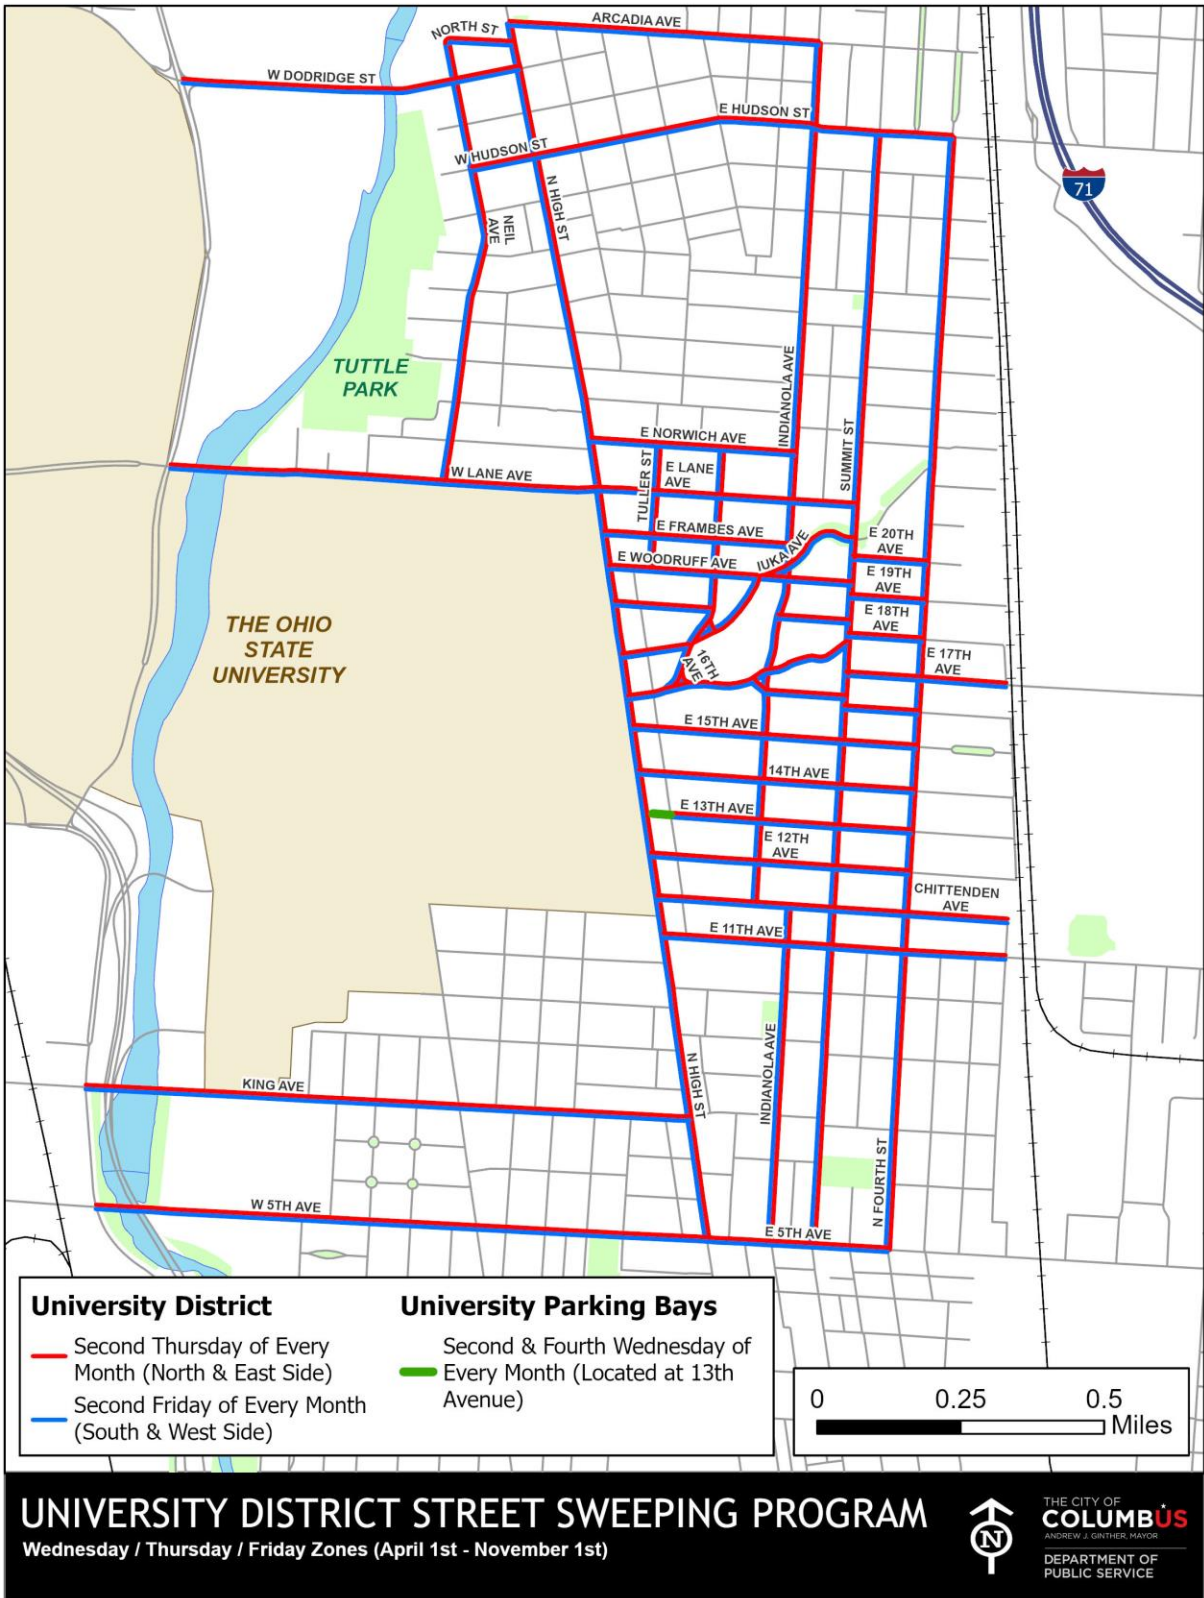 ARCADIA AVE
NORTH ST
W DODRIDGE ST
E HUDSON ST
W HUDSON ST
71
N HIGH ST
NEIL
AVE
TUTTLE
PARK
INDIANOLA AVE
SUMMIT ST
E NORWICH AVE
TULLER ST
E LANE
AVE
W LANE AVE
E FRAMBES AVE
E 20TH
AVE
IUKA AVE
E WOODRUFF AVE
E 19TH
AVE
E 18TH
AVE
THE OHIO
STATE
UNIVERSITY
16TH
AVE
E 17TH
AVE
E 15TH AVE
14TH AVE
E 13TH AVE
E 12TH
AVE
CHITTENDEN
AVE
E 11TH AVE
INDIANOLA AVE
N HIGH ST
KING AVE
N FOURTH ST
W 5TH AVE
E 5TH AVE
University District
Second Thursday of Every
Month (North & East Side)
Second Friday of Every Month
(South & West Side)
University Parking Bays
Second & Fourth Wednesday of
Every Month (Located at 13th
Avenue)
0 0.25 0.5
Miles
UNIVERSITY DISTRICT STREET SWEEPING PROGRAM
Wednesday / Thursday / Friday Zones (April 1st - November 1st)
N
THE CITY OF
COLUMBUS
ANDREW J. GINTHER, MAYOR
DEPARTMENT OF
PUBLIC SERVICE